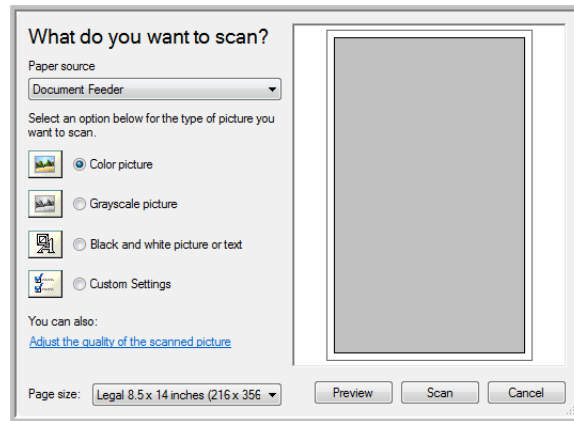 What do you want to scan?
Paper source
Document Feeder
Select an option below for the type of picture you
want to scan.
Color picture
Grayscale picture
Black and white picture or text
Custom Settings
You can also:
Adjust the quality of the scanned picture
Page size: Legal 8.5 x 14 inches (216 x 356
Preview Scan Cancel